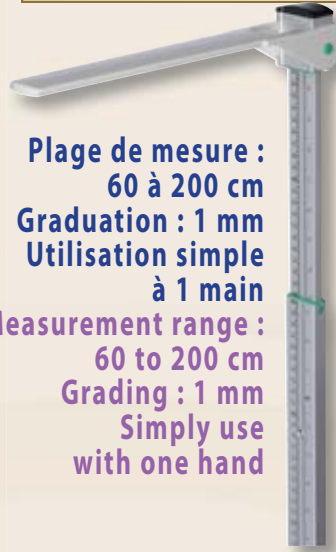 Plage de mesure :
60 à 200 cm
Graduation : 1 mm
Utilisation simple
à 1 main
Measurement range :
60 to 200 cm
Grading : 1 mm
Simply use
with one hand